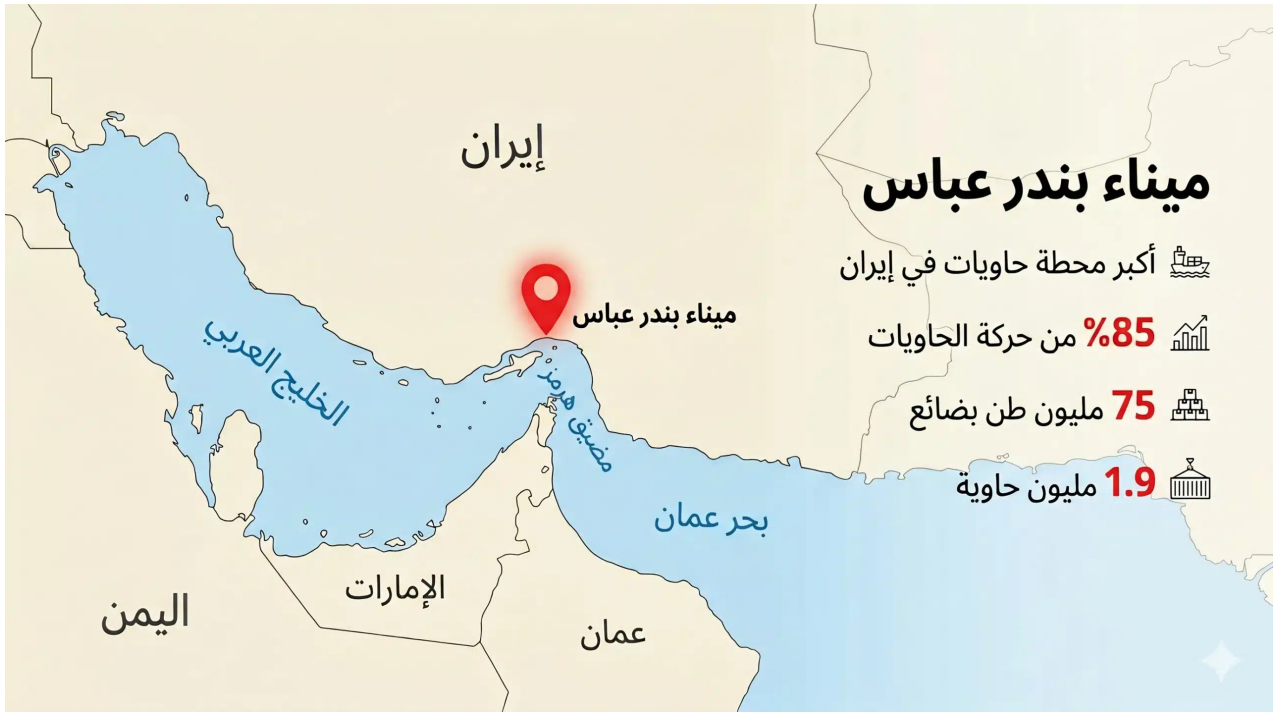 إيران
ميناء بندر عباس
أكبر محطة حاويات في إيران
%85 من حركة الحاويات
75 مليون طن بضائع
1.9 مليون حاوية
ميناء بندر عباس
الخليج العربي
مضيق هرمز
بحر عمان
الإمارات
اليمن
عمان